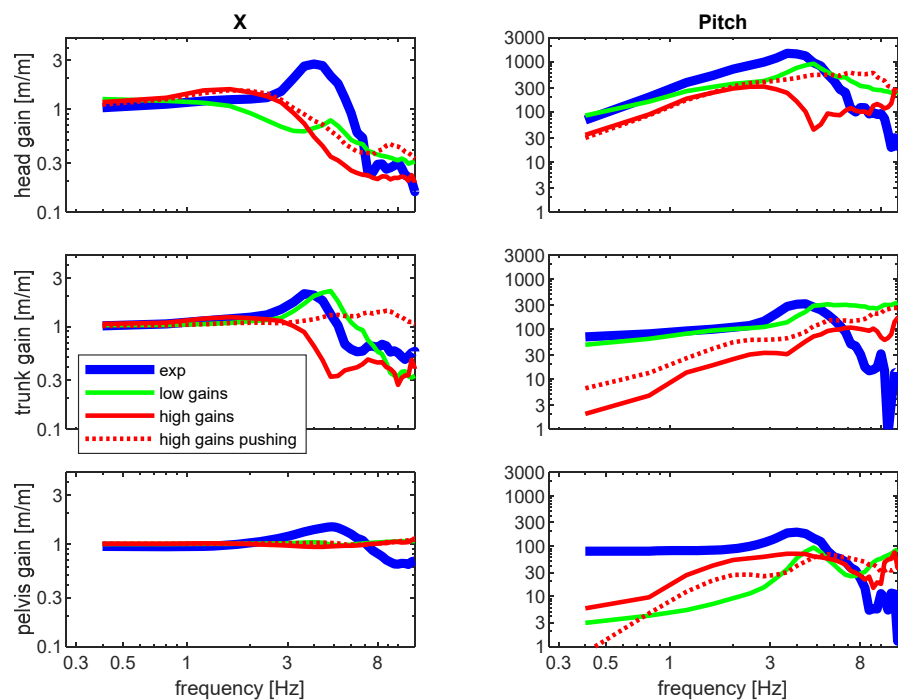 X
Pitch
head gain [m/m]
3
1
0.3
0.1
3000
1000
300
100
30
10
3
1
trunk gain [m/m]
3
1
0.3
0.1
exp
low gains
high gains
high gains pushing
3000
1000
300
100
30
10
3
1
pelvis gain [m/m]
3
1
0.3
0.1
3000
1000
300
100
30
10
3
1
0.3 0.5 1 3 8
frequency [Hz]
0.3 0.5 1 3 8
frequency [Hz]